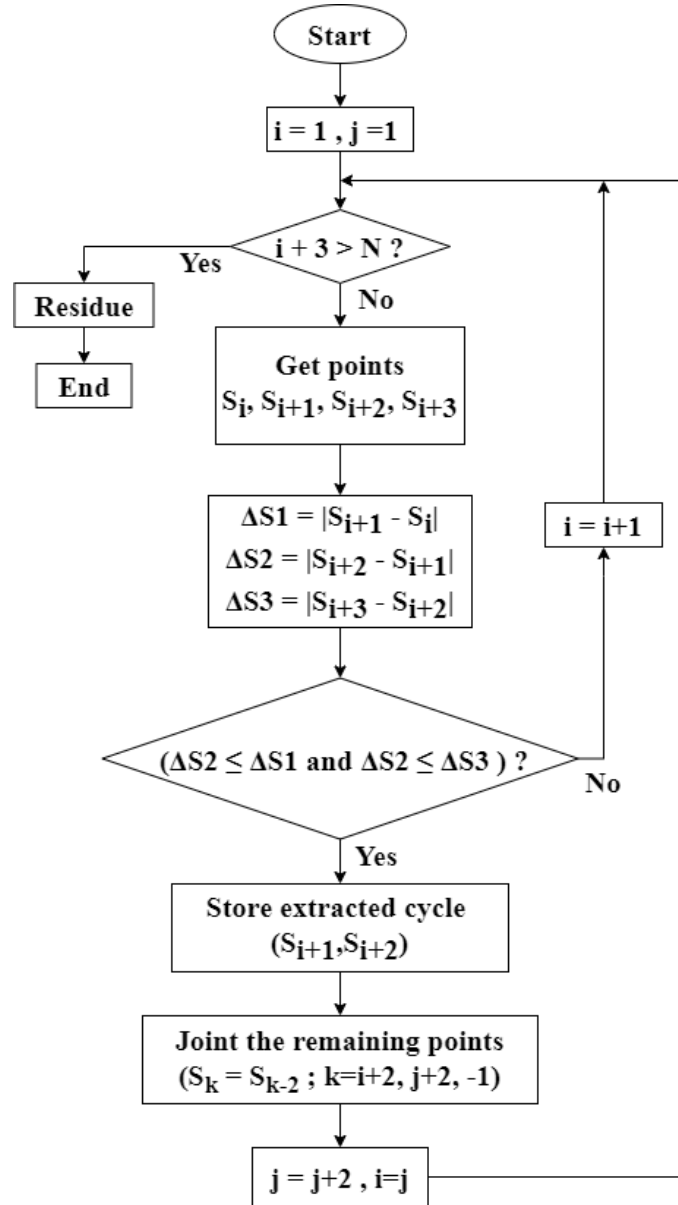 Start
i = 1 , j =1
i + 3 > N ?
Yes
No
Residue
End
Get points
Sᵢ, Sᵢ₊₁, Sᵢ₊₂, Sᵢ₊₃
ΔS1 = |Sᵢ₊₁ - Sᵢ|
ΔS2 = |Sᵢ₊₂ - Sᵢ₊₁|
ΔS3 = |Sᵢ₊₃ - Sᵢ₊₂|
i = i+1
(ΔS2 ≤ ΔS1 and ΔS2 ≤ ΔS3 ) ?
No
Yes
Store extracted cycle
(Sᵢ₊₁,Sᵢ₊₂)
Joint the remaining points
(Sₖ = Sₖ₋₂ ; k=i+2, j+2, -1)
j = j+2 , i=j